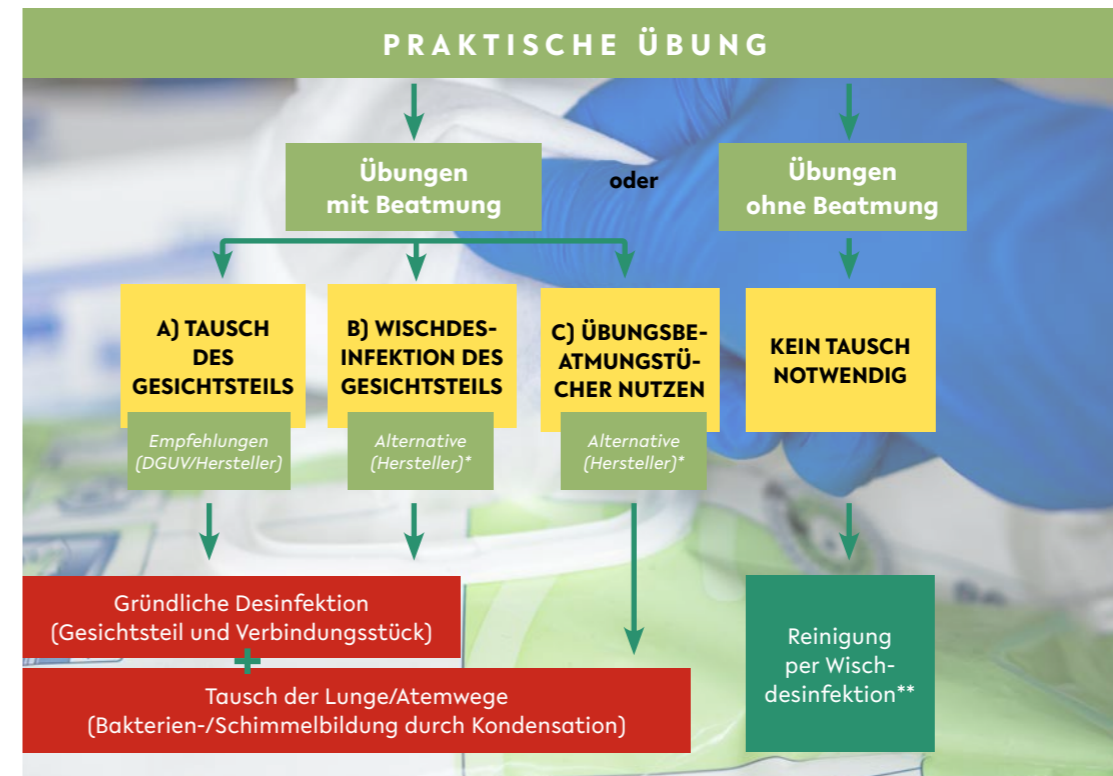 PRAKTISCHE ÜBUNG
Übungen
mit Beatmung
oder
Übungen
ohne Beatmung
A) TAUSCH
DES
GESICHTSTEILS
Empfehlungen
(DGUV/Hersteller)
B) WISCHDES-
INFEKTION DES
GESICHTSTEILS
Alternative
(Hersteller)*
C) ÜBUNGSBE-
ATMUNGSTÜ-
CHER NUTZEN
Alternative
(Hersteller)*
KEIN TAUSCH
NOTWENDIG
Gründliche Desinfektion
(Gesichtsteil und Verbindungsstück)
+
Tausch der Lunge/Atemwege
(Bakterien-/Schimmelbildung durch Kondensation)
Reinigung
per Wisch-
desinfektion**